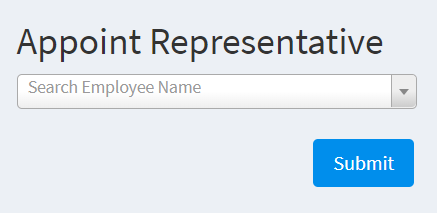 Appoint Representative
Search Employee Name
Submit